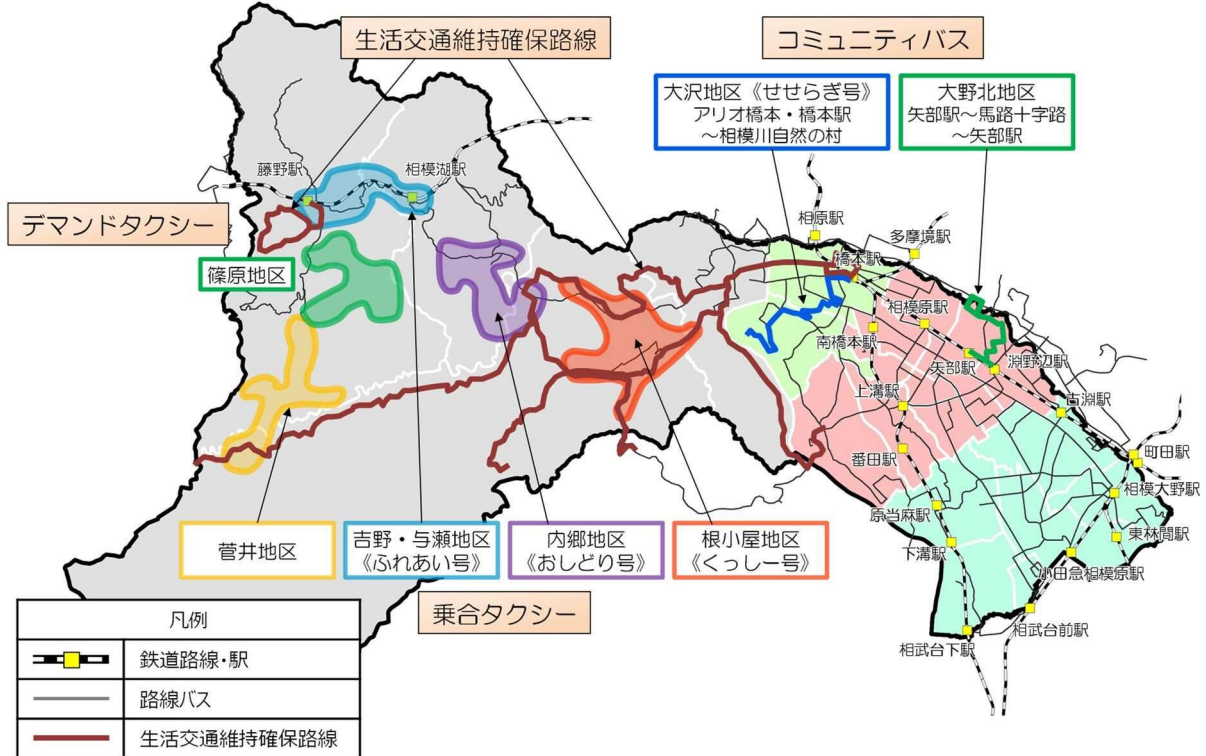 生活交通維持確保路線
コミュニティバス
大沢地区《せせらぎ号》
アリオ橋本・橋本駅
～相模川自然の村
大野北地区
矢部駅～馬路十字路
～矢部駅
藤野駅
相模湖駅
デマンドタクシー
篠原地区
相原駅
多摩境駅
橋本駅
相模原駅
南橋本駅
矢部駅
淵野辺駅
上溝駅
古淵駅
番田駅
町田駅
相模大野駅
原当麻駅
東林間駅
下溝駅
小田急相模原駅
相武台前駅
相武台下駅
菅井地区
吉野・与瀬地区
《ふれあい号》
内郷地区
《おしどり号》
根小屋地区
《くっしー号》
乗合タクシー
凡例
鉄道路線・駅
路線バス
生活交通維持確保路線